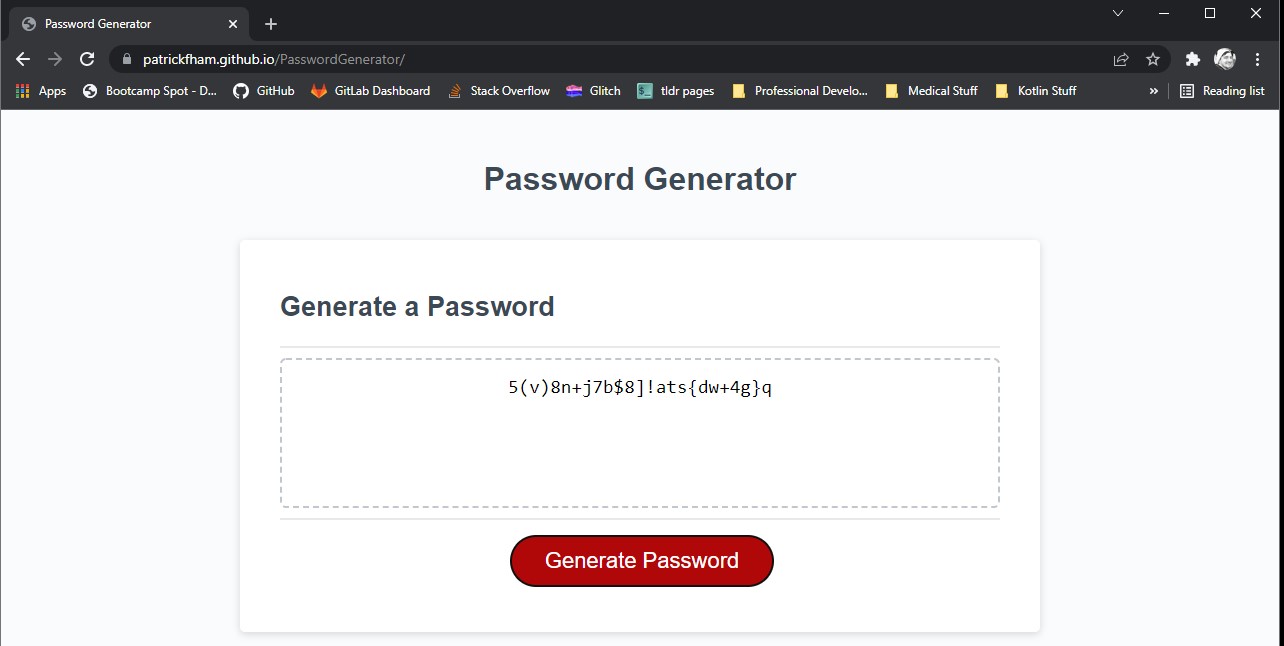 Password Generator
patrickfham.github.io/PasswordGenerator/
Apps Bootcamp Spot - D... GitHub GitLab Dashboard Stack Overflow Glitch tldr pages Professional Develo... Medical Stuff Kotlin Stuff » Reading list
Password Generator
Generate a Password
5(v)8n+j7b$8]!ats{dw+4g}q
Generate Password